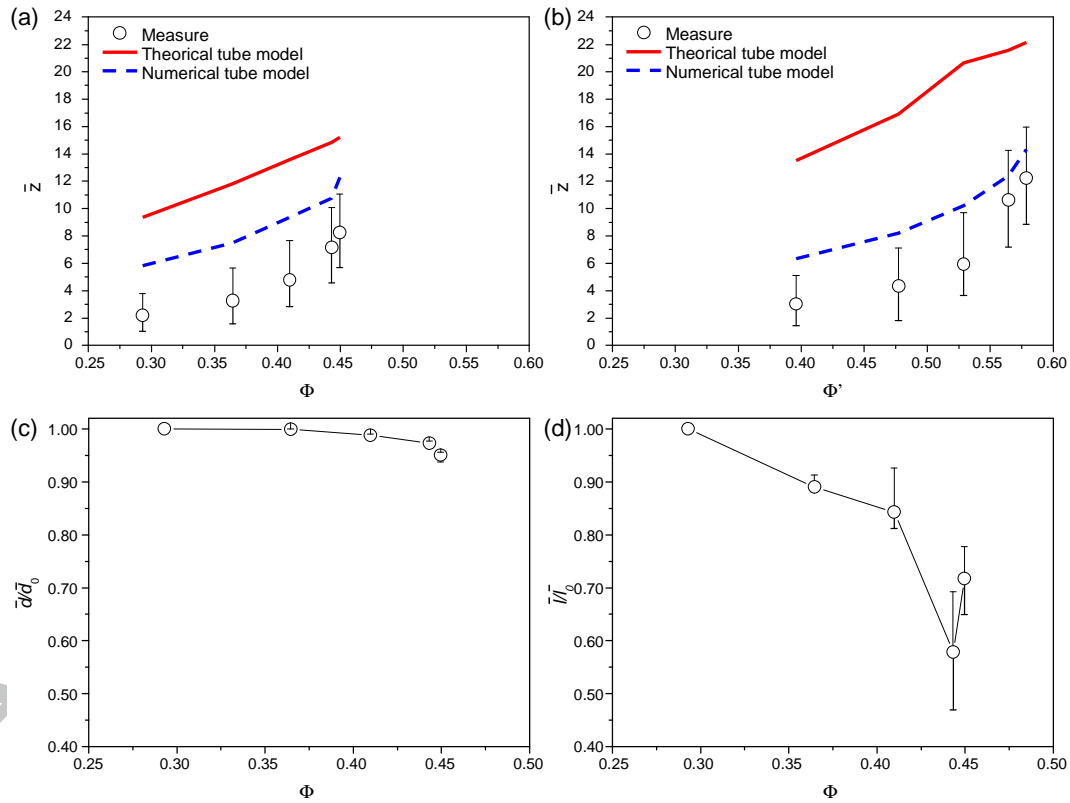 (a)
24
22
20
18
16
14
12
10
8
6
4
2
0
z̄
Measure
Theorical tube model
Numerical tube model
0.25 0.30 0.35 0.40 0.45 0.50 0.55 0.60
Φ
(b)
24
22
20
18
16
14
12
10
8
6
4
2
0
z̄
Measure
Theorical tube model
Numerical tube model
0.25 0.30 0.35 0.40 0.45 0.50 0.55 0.60
Φ'
(c)
1.00
0.90
0.80
0.70
0.60
0.50
0.40
d̄/d̄₀
0.25 0.30 0.35 0.40 0.45 0.50
Φ
(d)
1.00
0.90
0.80
0.70
0.60
0.50
0.40
l̄/l̄₀
0.25 0.30 0.35 0.40 0.45 0.50
Φ